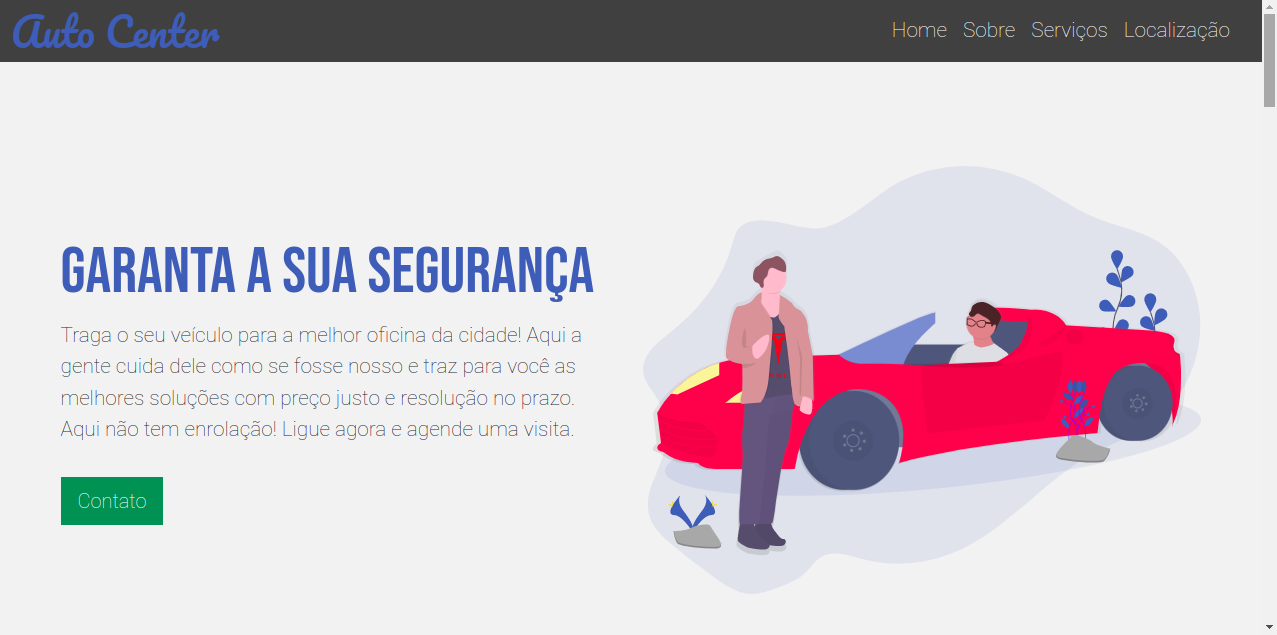 Auto Center
Home Sobre Serviços Localização
GARANTA A SUA SEGURANÇA
Traga o seu veículo para a melhor oficina da cidade! Aqui a
gente cuida dele como se fosse nosso e traz para você as
melhores soluções com preço justo e resolução no prazo.
Aqui não tem enrolação! Ligue agora e agende uma visita.
Contato